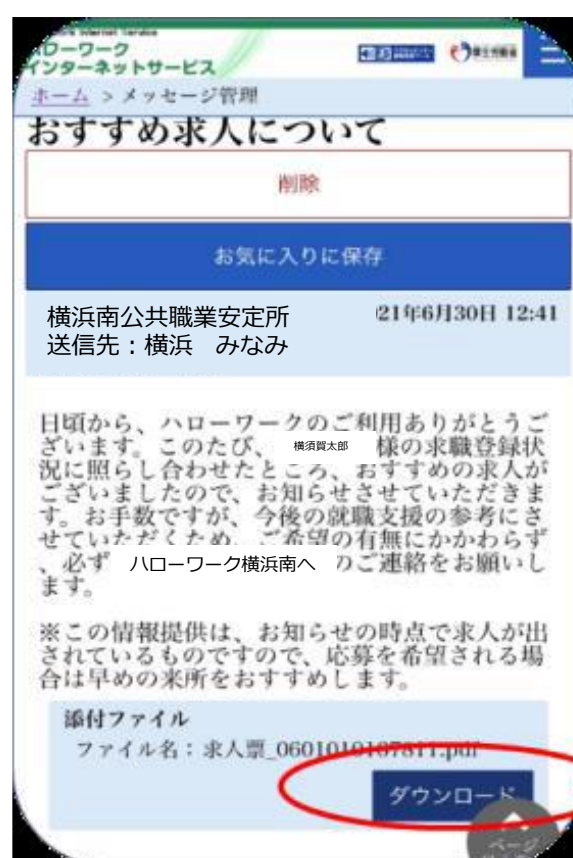 ハローワーク
インターネットサービス
ホーム > メッセージ管理
おすすめ求人について
削除
お気に入りに保存
横浜南公共職業安定所
21年6月30日 12:41
送信先：横浜 みなみ
日頃から、ハローワークのご利用ありがとうご
ざいます。このたび、 横須賀太郎 様の求職登録状
況に照らし合わせたところ、おすすめの求人が
ございましたので、お知らせさせていただきま
す。お手数ですが、今後の就職支援の参考にさ
せていただくため、ご希望の有無にかかわらず
、必ず ハローワーク横浜南へ のご連絡をお願いし
ます。
※この情報提供は、お知らせの時点で求人が出
されているものですので、応募を希望される場
合は早めの来所をおすすめします。
添付ファイル
ファイル名：求人票_0601010107811.pdf
ダウンロード
ページ